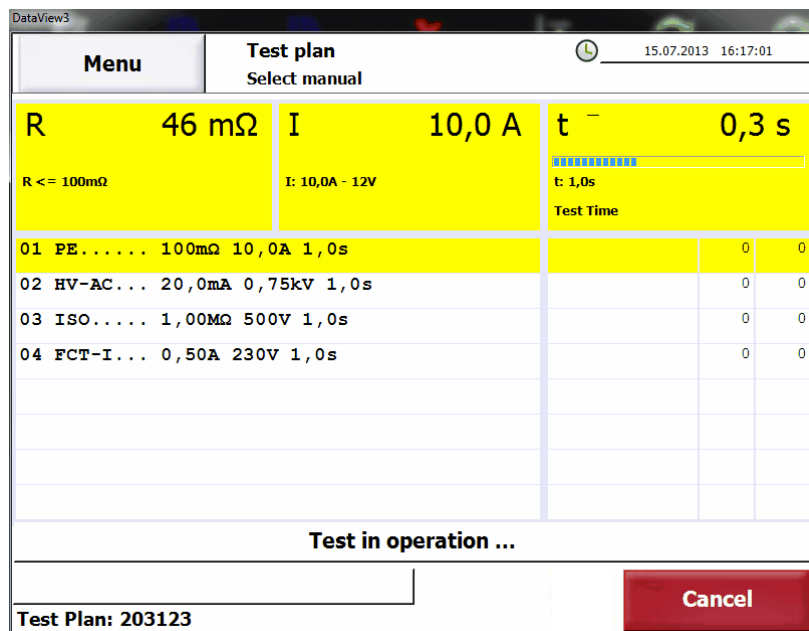 DataView3
Menu
Test plan
Select manual
15.07.2013 16:17:01
R 46 mΩ
R <= 100mΩ
I 10,0 A
I: 10,0A - 12V
t 0,3 s
t: 1,0s
Test Time
01 PE...... 100mΩ 10,0A 1,0s 0 0
02 HV-AC... 20,0mA 0,75kV 1,0s 0 0
03 ISO..... 1,00MΩ 500V 1,0s 0 0
04 FCT-I... 0,50A 230V 1,0s 0 0
Test in operation ...
Cancel
Test Plan: 203123